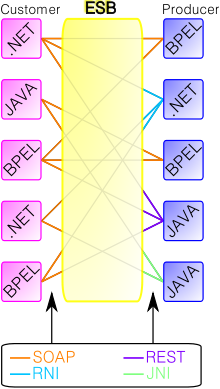 Customer ESB Producer
.NET BPEL
JAVA .NET
BPEL BPEL
.NET JAVA
BPEL JAVA
SOAP REST
RNI JNI